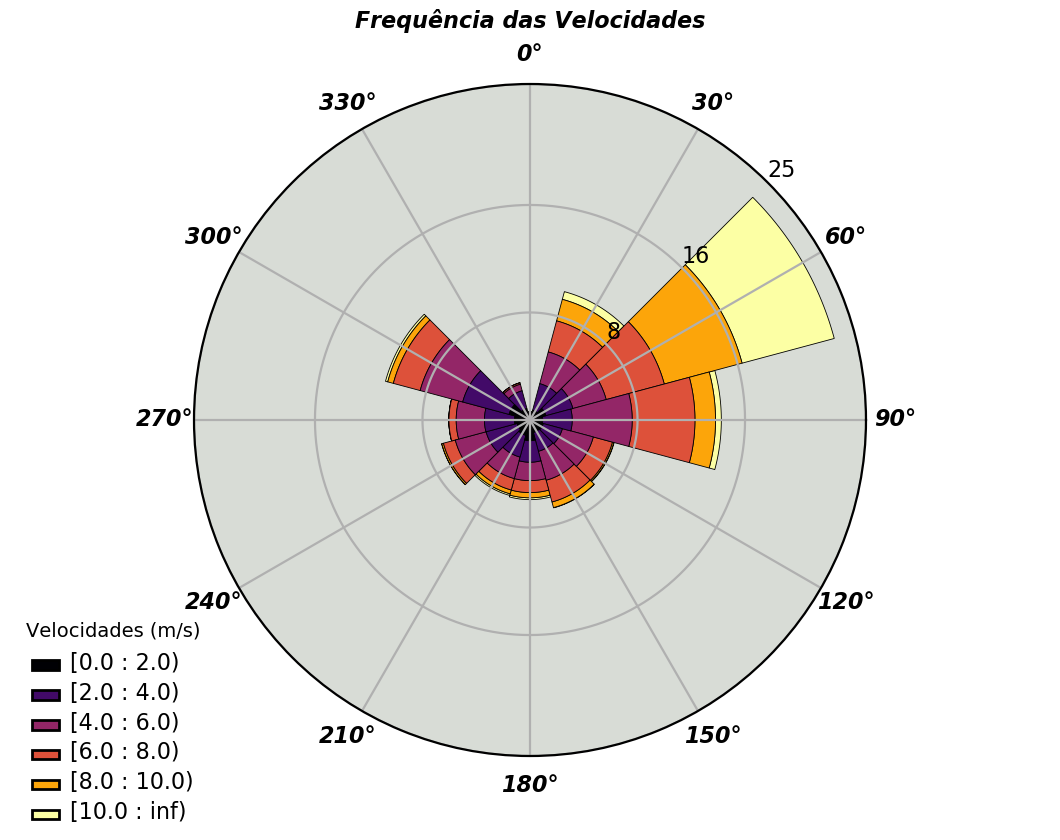 Frequência das Velocidades
0°
330°
30°
25
300°
60°
16
8
270°
90°
240°
120°
210°
150°
180°
Velocidades (m/s)
[0.0 : 2.0)
[2.0 : 4.0)
[4.0 : 6.0)
[6.0 : 8.0)
[8.0 : 10.0)
[10.0 : inf)